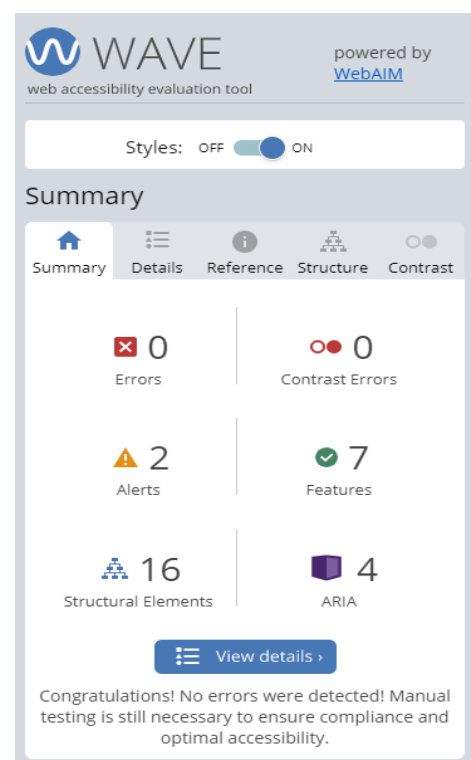 WAVE
web accessibility evaluation tool
powered by
WebAIM
Styles: OFF ON
Summary
Summary Details Reference Structure Contrast
0 0
Errors Contrast Errors
2 7
Alerts Features
16 4
Structural Elements ARIA
View details ›
Congratulations! No errors were detected! Manual
testing is still necessary to ensure compliance and
optimal accessibility.